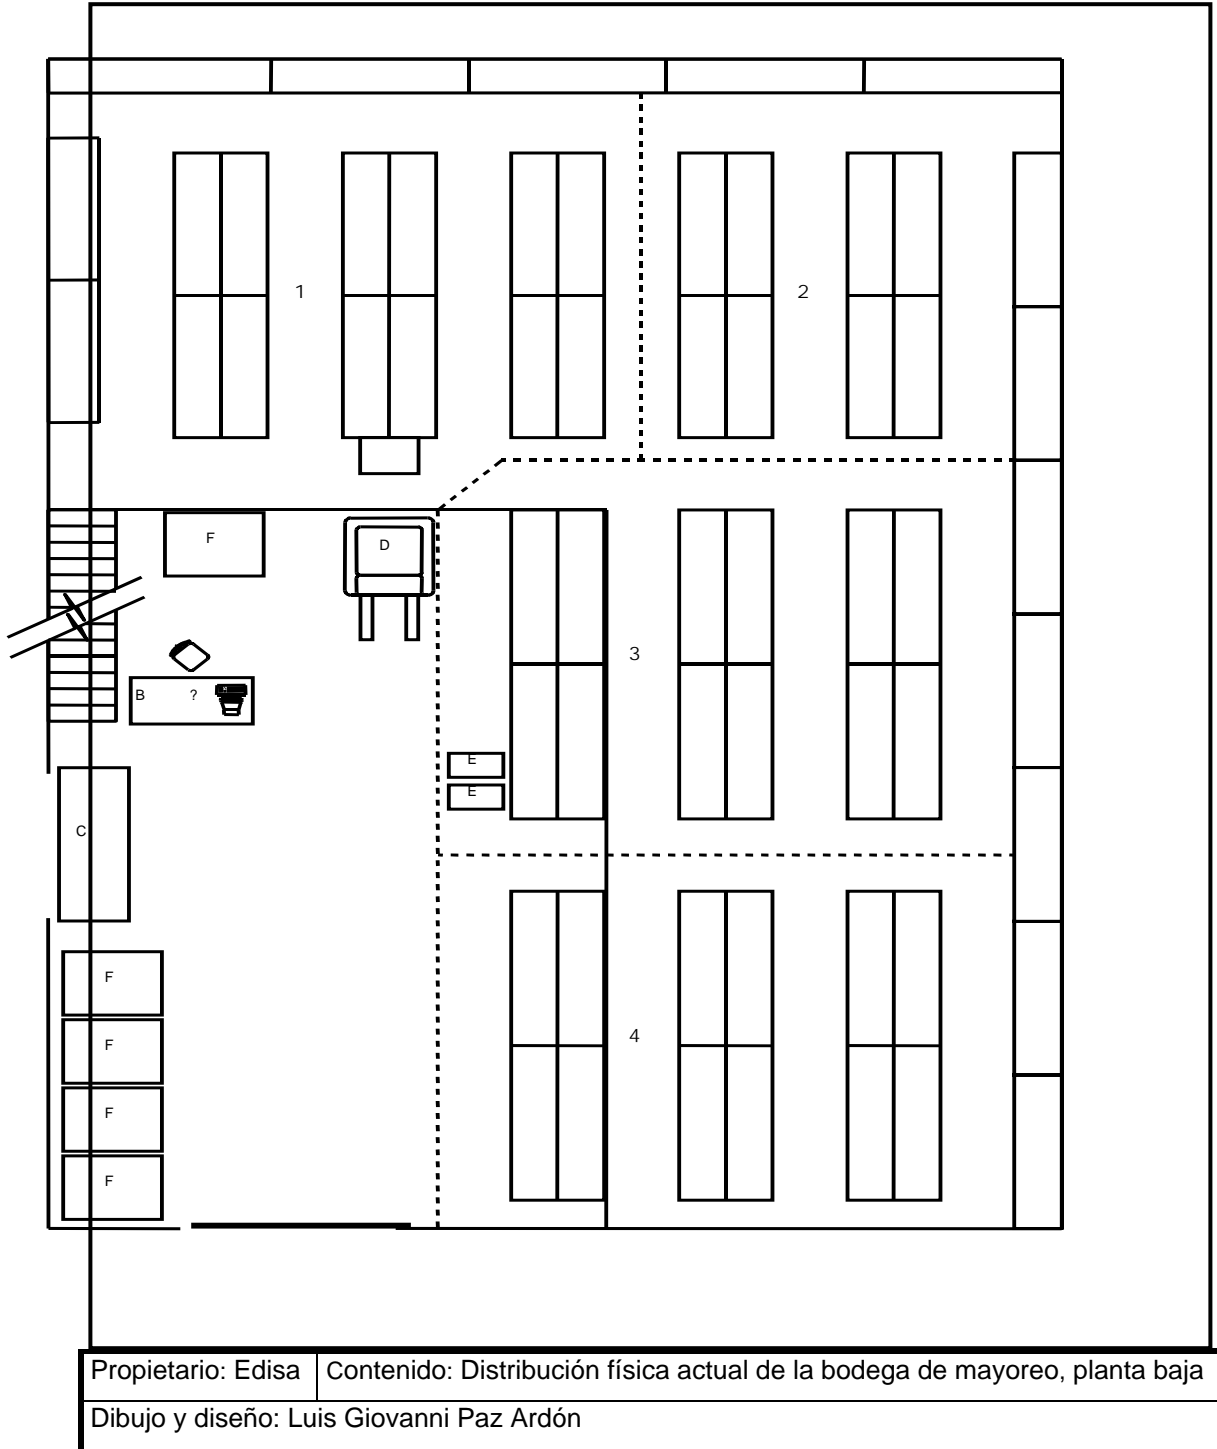 1
2
F
D
3
B
?
E
E
C
F
4
F
F
F
Propietario: Edisa
Contenido: Distribución física actual de la bodega de mayoreo, planta baja
Dibujo y diseño: Luis Giovanni Paz Ardón